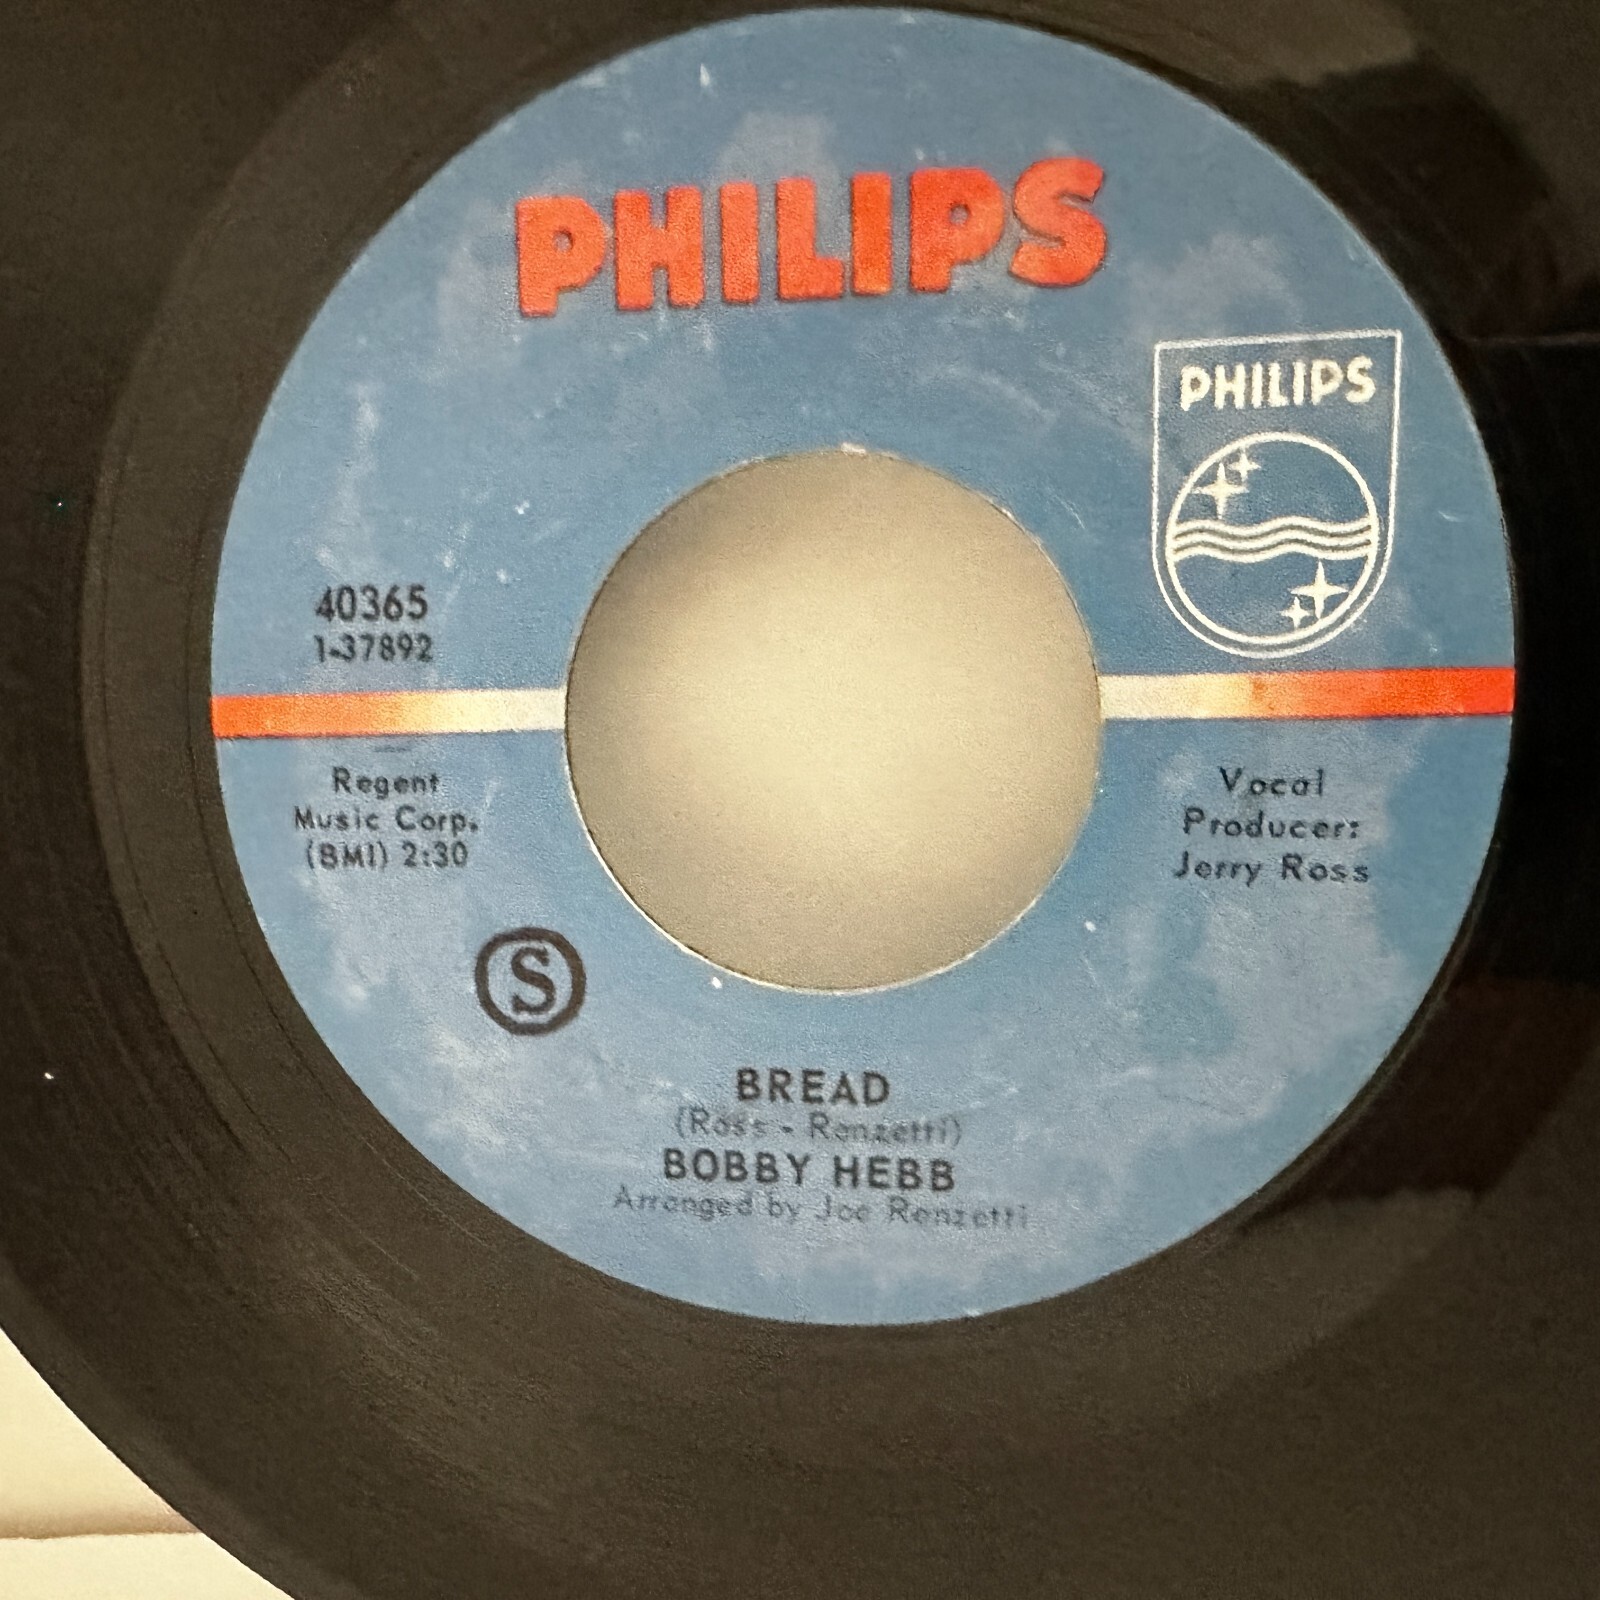 PHILIPS
PHILIPS
40365
1-37892
Regent
Music Corp.
(BMI) 2:30
Vocal
Producer:
Jerry Ross
S
BREAD
(Ross - Renzetti)
BOBBY HEBB
Arranged by Joe Renzetti